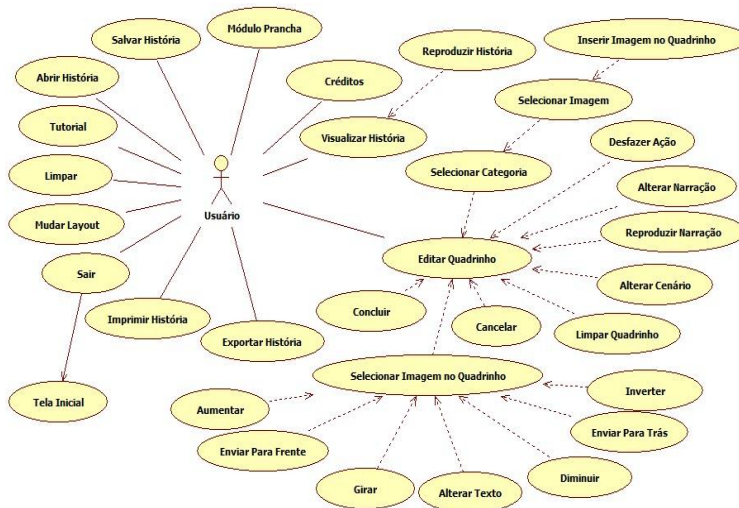 Módulo Prancha
Salvar História
Reproduzir História
Inserir Imagem no Quadrinho
Abrir História
Créditos
Selecionar Imagem
Tutorial
Visualizar História
Desfazer Ação
Limpar
Selecionar Categoria
Alterar Narração
Mudar Layout
Usuário
Reproduzir Narração
Sair
Editar Quadrinho
Alterar Cenário
Imprimir História
Concluir
Cancelar
Limpar Quadrinho
Exportar História
Selecionar Imagem no Quadrinho
Tela Inicial
Aumentar
Inverter
Enviar Para Frente
Enviar Para Trás
Girar
Alterar Texto
Diminuir